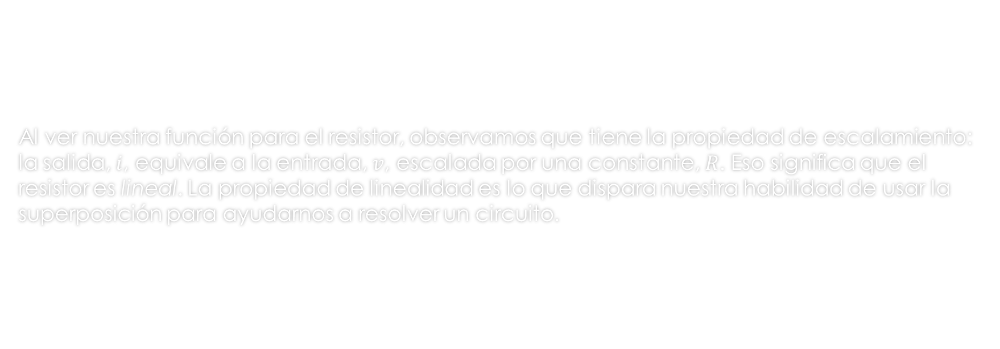 Al ver nuestra función para el resistor, observamos que tiene la propiedad de escalamiento:
la salida, i, equivale a la entrada, v, escalada por una constante, R. Eso significa que el
resistor es lineal. La propiedad de linealidad es lo que dispara nuestra habilidad de usar la
superposición para ayudarnos a resolver un circuito.